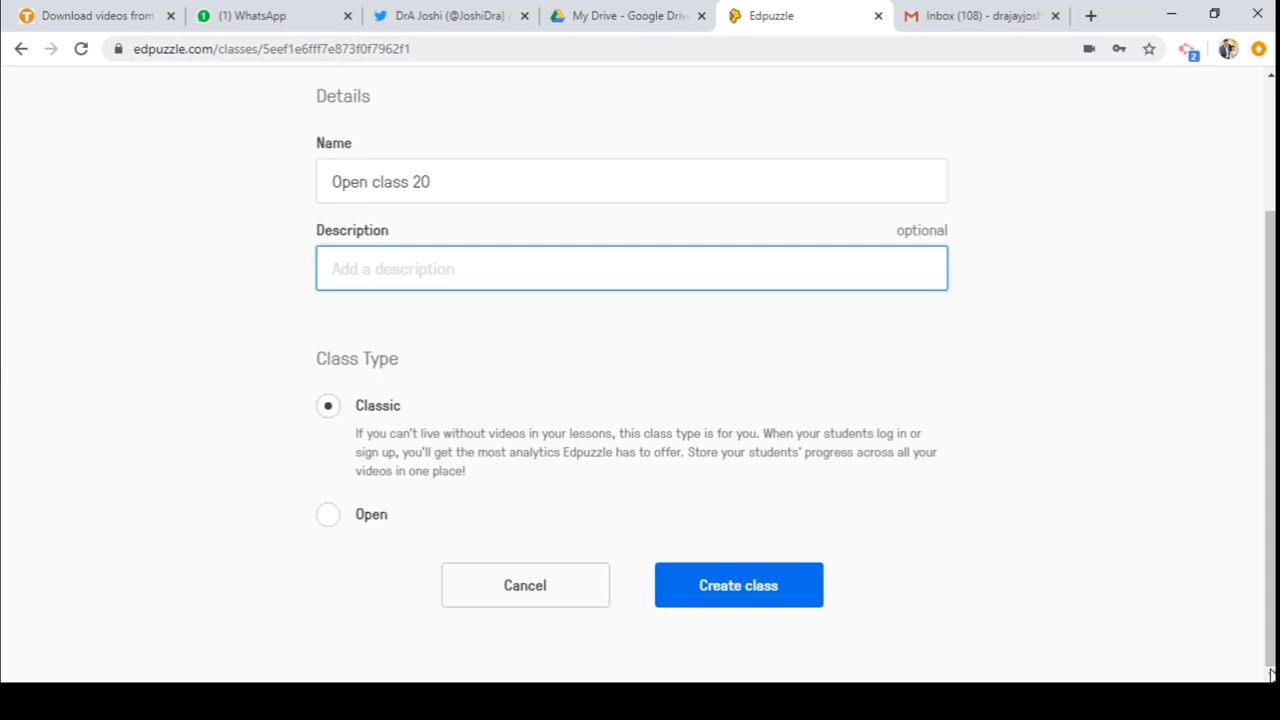 Download videos from
(1) WhatsApp
DrA Joshi (@JoshiDra) /
My Drive - Google Drive
Edpuzzle
Inbox (108) - drajayjosh
edpuzzle.com/classes/5eef1e6fff7e873f0f7962f1
2
Details
Name
Open class 20
Description optional
Add a description
Class Type
Classic
If you can't live without videos in your lessons, this class type is for you. When your students log in or
sign up, you'll get the most analytics Edpuzzle has to offer. Store your students' progress across all your
videos in one place!
Open
Cancel Create class